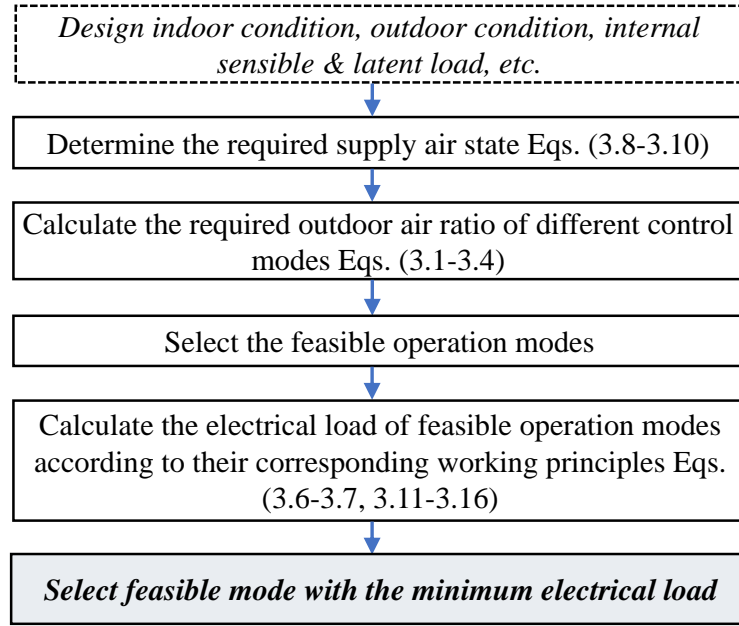 Design indoor condition, outdoor condition, internal
sensible & latent load, etc.
Determine the required supply air state Eqs. (3.8-3.10)
Calculate the required outdoor air ratio of different control
modes Eqs. (3.1-3.4)
Select the feasible operation modes
Calculate the electrical load of feasible operation modes
according to their corresponding working principles Eqs.
(3.6-3.7, 3.11-3.16)
Select feasible mode with the minimum electrical load